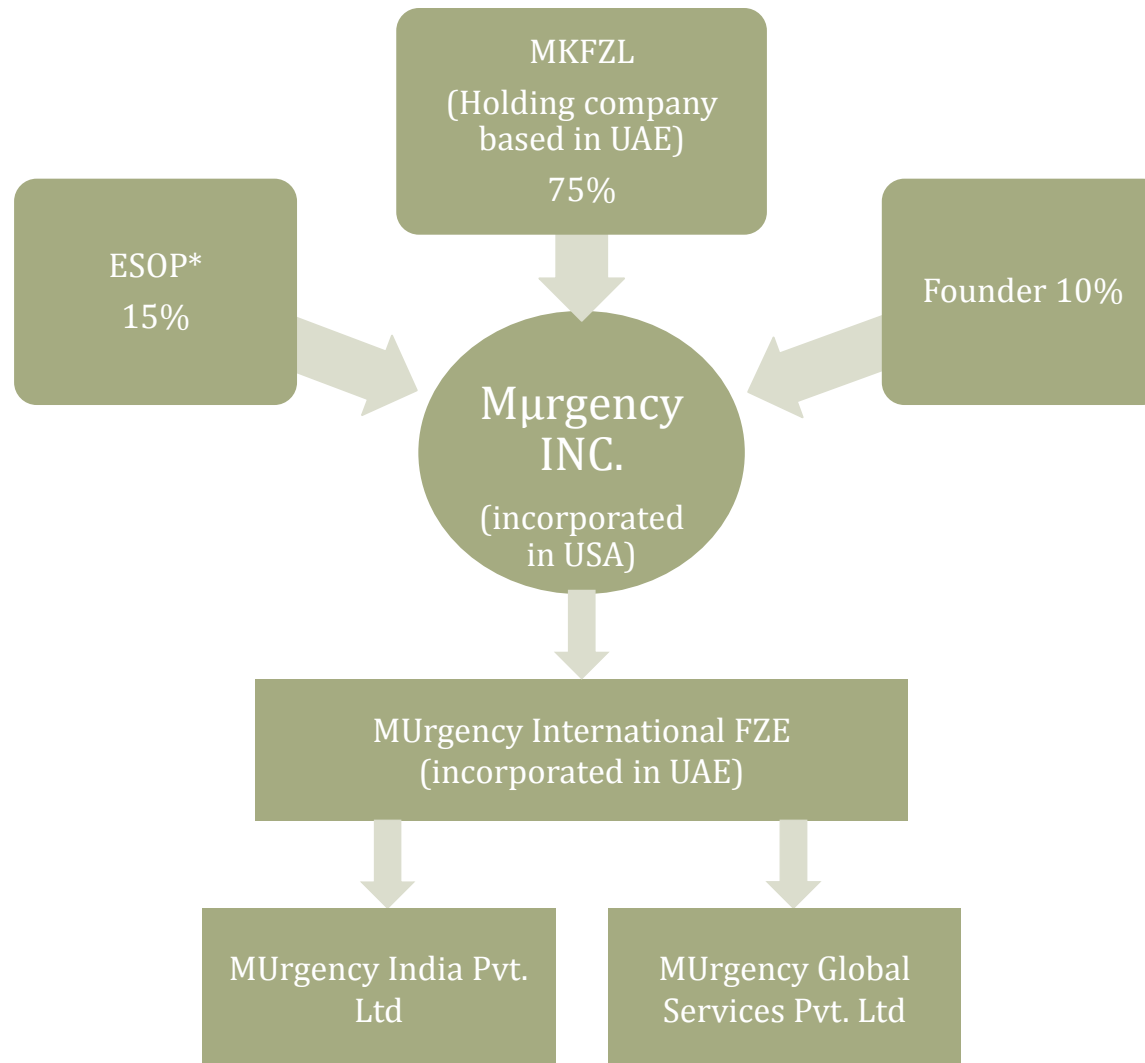 MKFZL
(Holding company
based in UAE)
75%
ESOP*
15%
Founder 10%
Mµrgency
INC.
(incorporated
in USA)
MUrgency International FZE
(incorporated in UAE)
MUrgency India Pvt.
Ltd
MUrgency Global
Services Pvt. Ltd